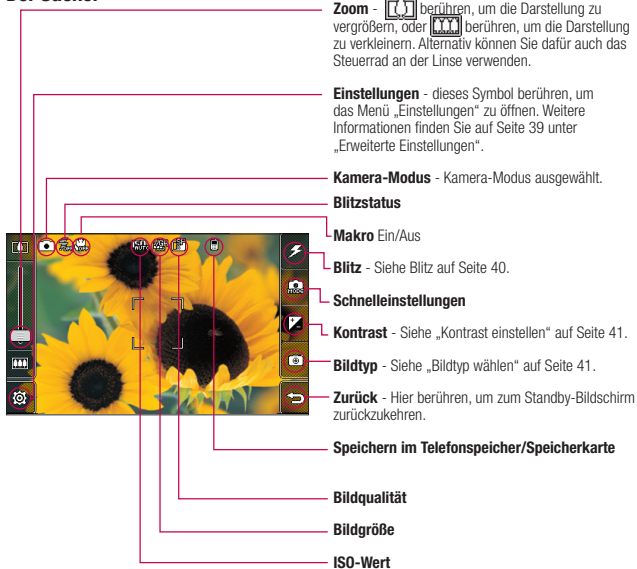 Der Sucher
Zoom - berühren, um die Darstellung zu
vergrößern, oder berühren, um die Darstellung
zu verkleinern. Alternativ können Sie dafür auch das
Steuerrad an der Linse verwenden.
Einstellungen - dieses Symbol berühren, um
das Menü „Einstellungen“ zu öffnen. Weitere
Informationen finden Sie auf Seite 39 unter
„Erweiterte Einstellungen“.
Kamera-Modus - Kamera-Modus ausgewählt.
Blitzstatus
Makro Ein/Aus
Blitz - Siehe Blitz auf Seite 40.
Schnelleinstellungen
Kontrast - Siehe „Kontrast einstellen“ auf Seite 41.
Bildtyp - Siehe „Bildtyp wählen“ auf Seite 41.
Zurück - Hier berühren, um zum Standby-Bildschirm
zurückzukehren.
Speichern im Telefonspeicher/Speicherkarte
Bildqualität
Bildgröße
ISO-Wert
MODE